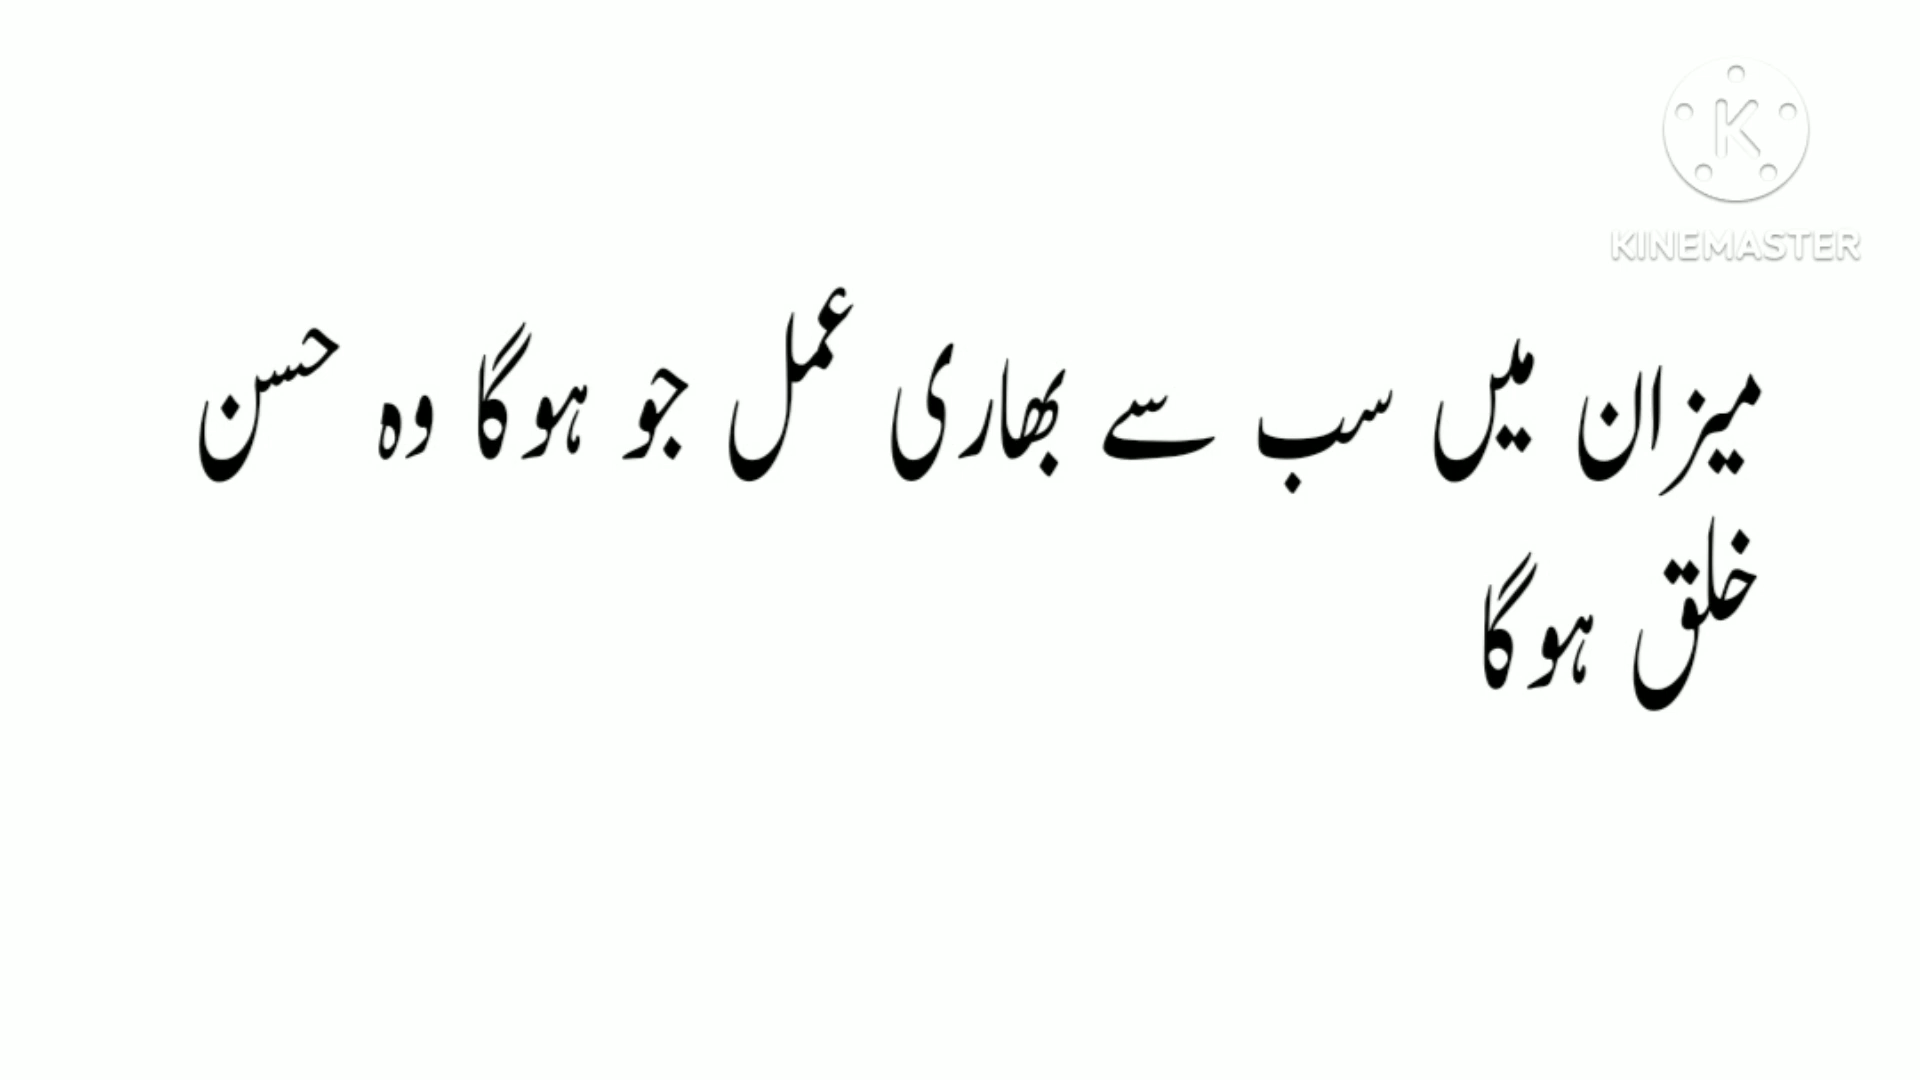 KINEMASTER
میزان میں سب سے بھاری عمل جو ہوگا وہ حسن
خلق ہوگا